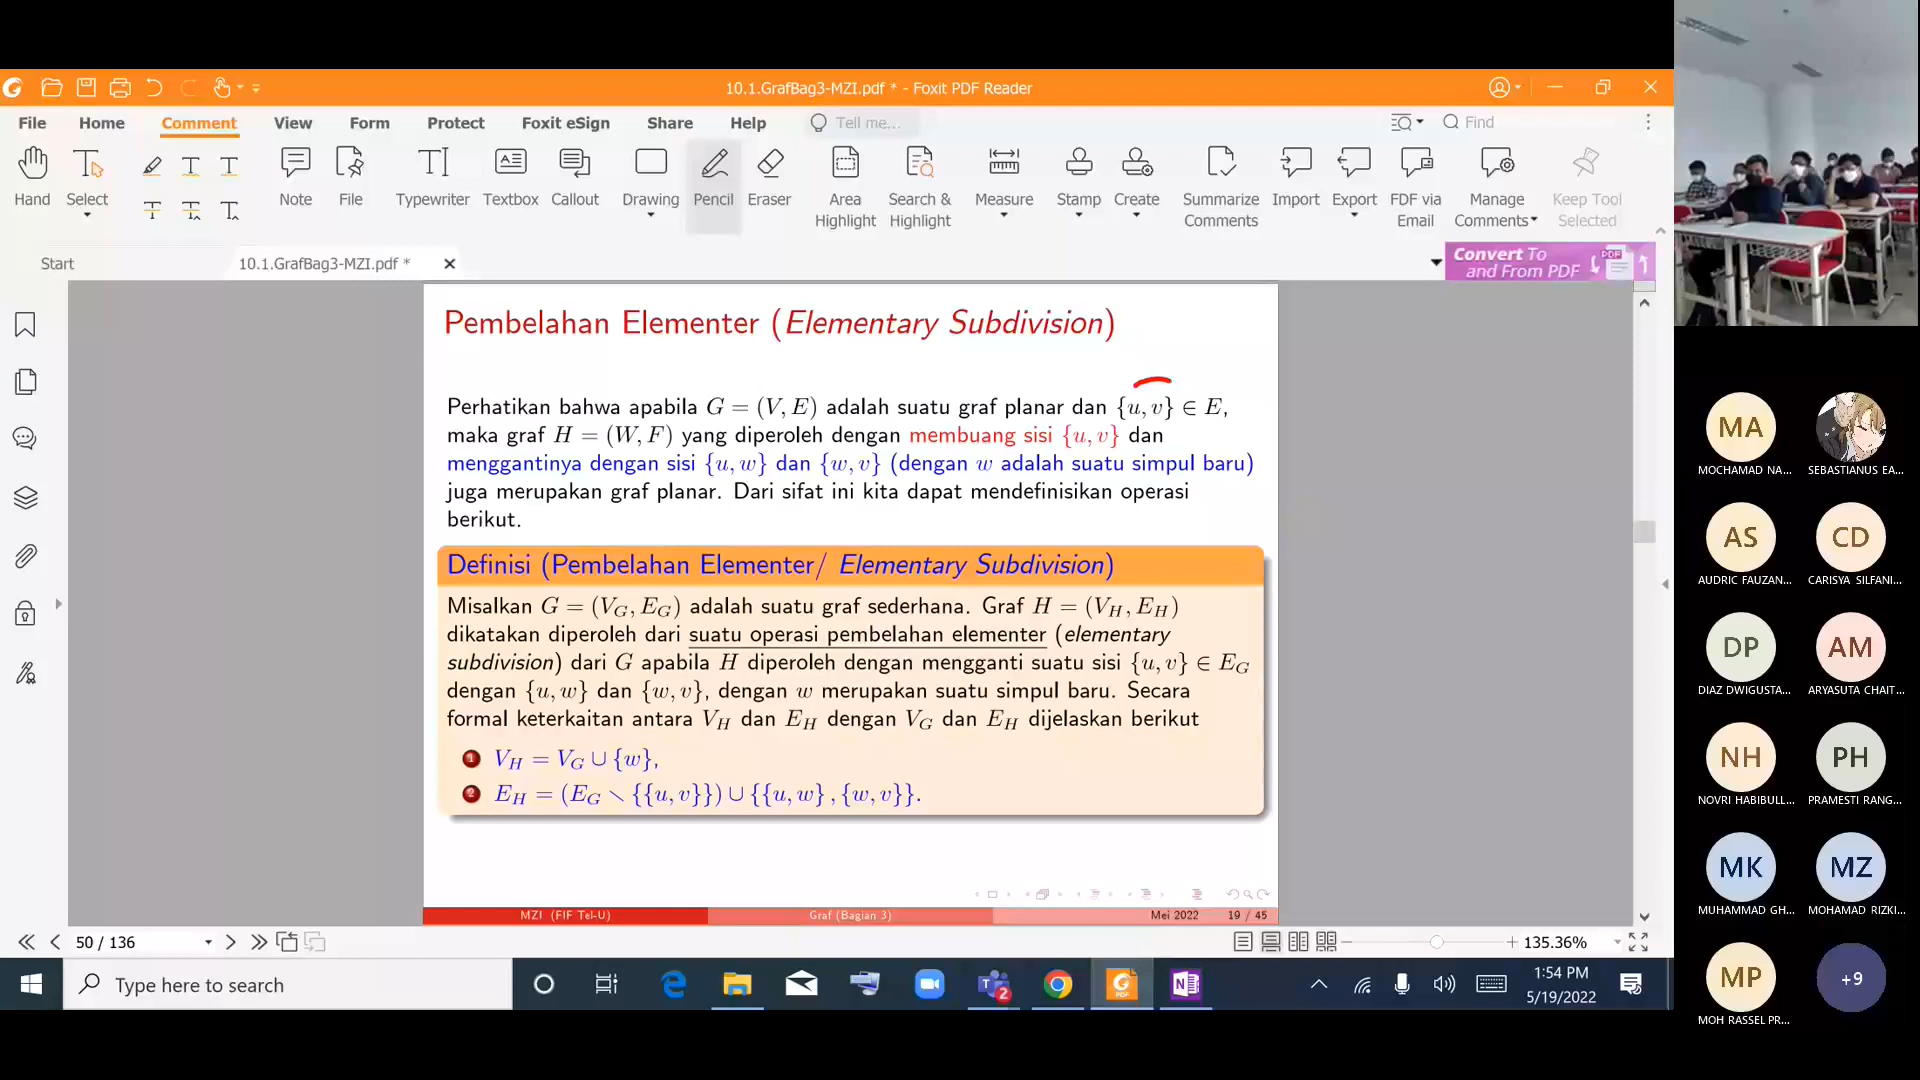 10.1.GrafBag3-MZI.pdf * - Foxit PDF Reader
File Home Comment View Form Protect Foxit eSign Share Help Tell me... Find
Hand Select Note File Typewriter Textbox Callout Drawing Pencil Eraser Area Highlight Search & Highlight Measure Stamp Create Summarize Comments Import Export FDF via Email Manage Comments Keep Tool Selected
Start 10.1.GrafBag3-MZI.pdf *
Convert To
and From PDF
PDF
Pembelahan Elementer (Elementary Subdivision)
Perhatikan bahwa apabila G = (V, E) adalah suatu graf planar dan {u, v} ∈ E,
maka graf H = (W, F) yang diperoleh dengan membuang sisi {u, v} dan
menggantinya dengan sisi {u, w} dan {w, v} (dengan w adalah suatu simpul baru)
juga merupakan graf planar. Dari sifat ini kita dapat mendefinisikan operasi
berikut.
Definisi (Pembelahan Elementer/ Elementary Subdivision)
Misalkan G = (V_G, E_G) adalah suatu graf sederhana. Graf H = (V_H, E_H)
dikatakan diperoleh dari suatu operasi pembelahan elementer (elementary
subdivision) dari G apabila H diperoleh dengan mengganti suatu sisi {u, v} ∈ E_G
dengan {u, w} dan {w, v}, dengan w merupakan suatu simpul baru. Secara
formal keterkaitan antara V_H dan E_H dengan V_G dan E_H dijelaskan berikut
1 V_H = V_G ∪ {w},
2 E_H = (E_G ∖ {{u, v}}) ∪ {{u, w}, {w, v}}.
MZI (FIF Tel-U) Graf (Bagian 3) Mei 2022 19 / 45
50 / 136 135.36%
Type here to search
2
PDF
1:54 PM
5/19/2022
MA
MOCHAMAD NA...
SEBASTIANUS EA...
AS CD
AUDRIC FAUZAN... CARISYA SILFANI...
DP AM
DIAZ DWIGUSTA... ARYASUTA CHAIT...
NH PH
NOVRI HABIBULL... PRAMESTI RANG...
MK MZ
MUHAMMAD GH... MOHAMAD RIZKI...
MP +9
MOH RASSEL PR...